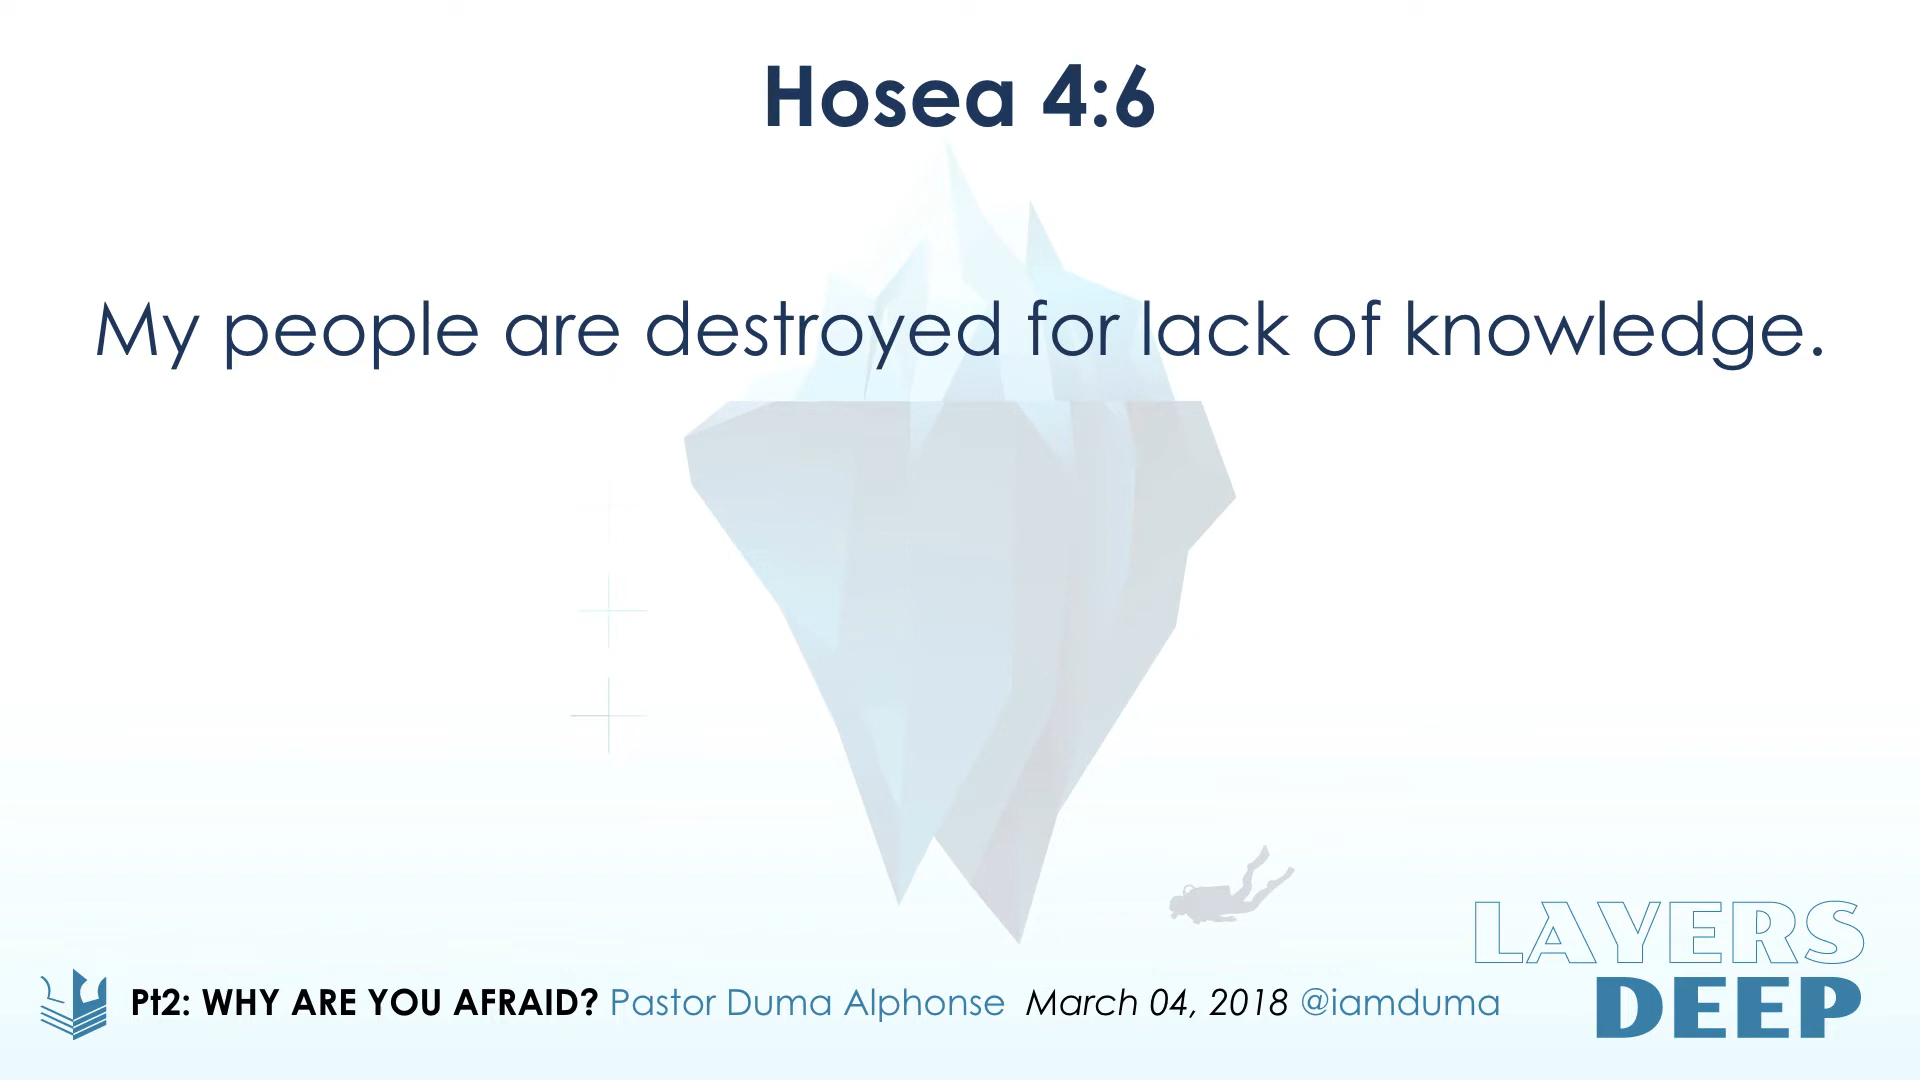 Hosea 4:6
My people are destroyed for lack of knowledge.
Pt2: WHY ARE YOU AFRAID? Pastor Duma Alphonse March 04, 2018 @iamduma
LAYERS
DEEP